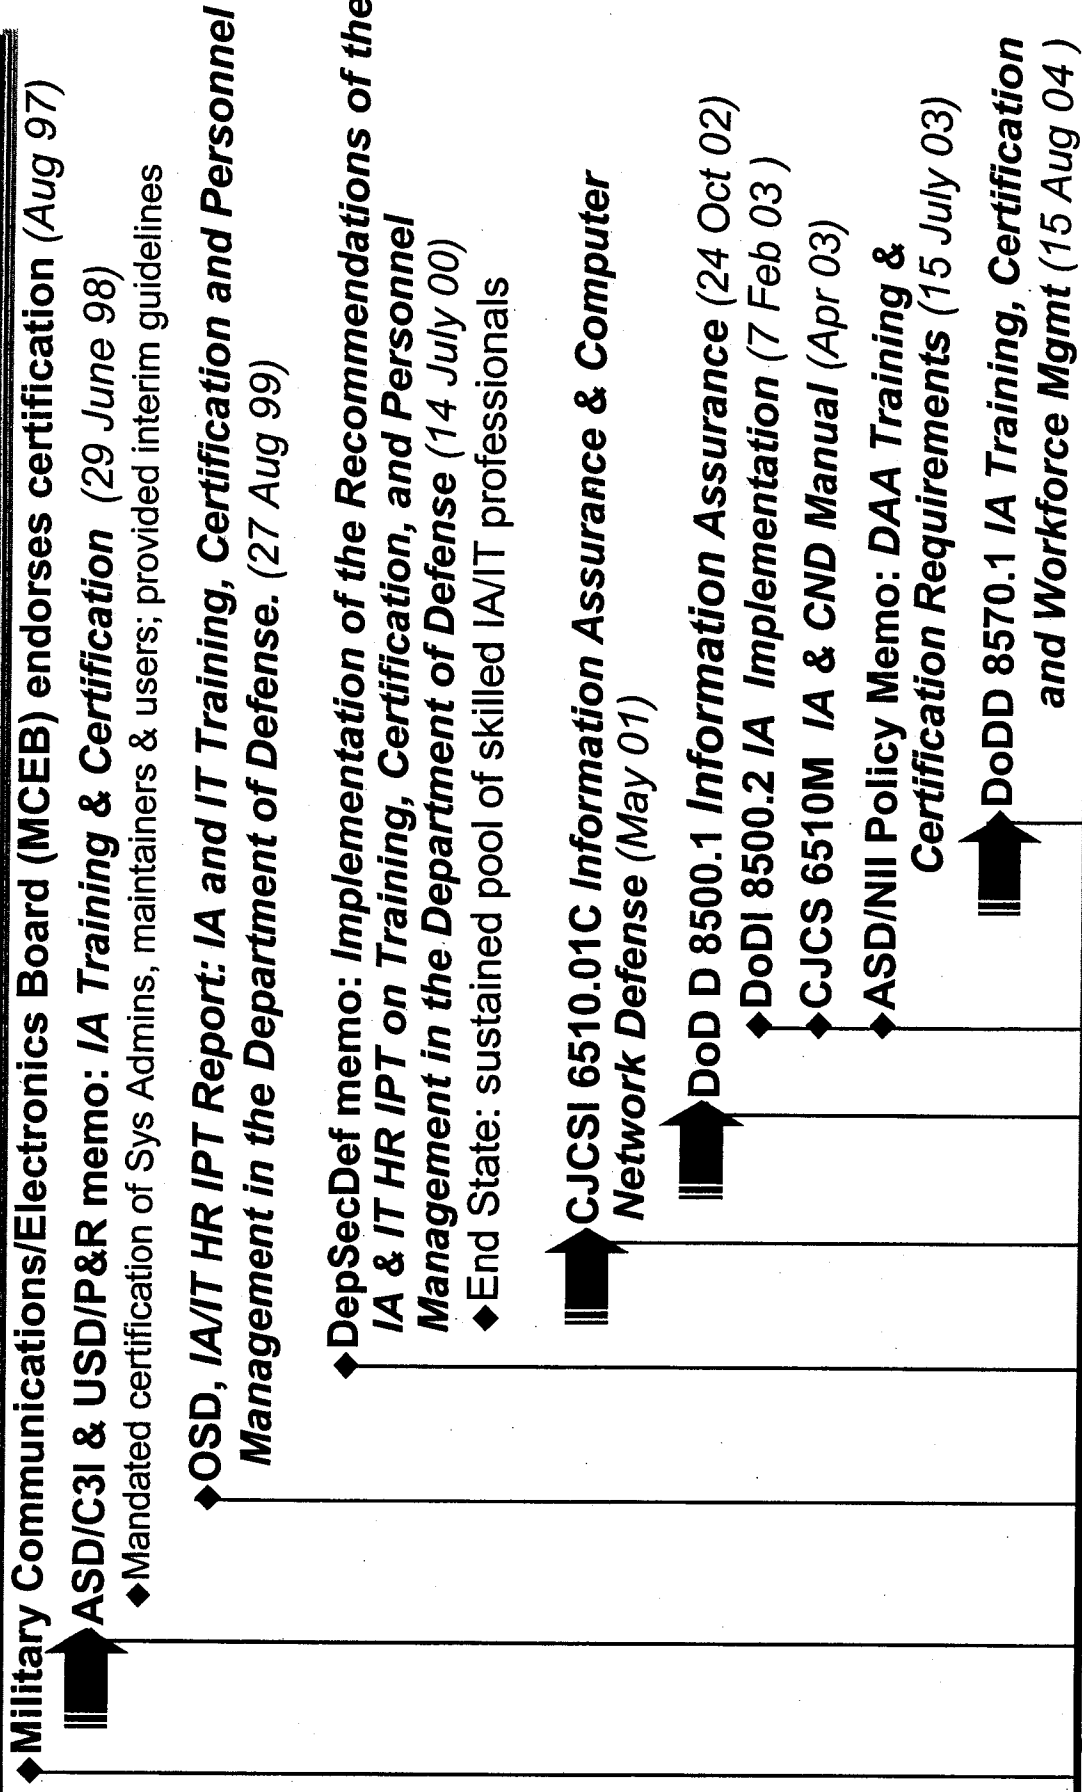 ◆Military Communications/Electronics Board (MCEB) endorses certification (Aug 97)
ASD/C3I & USD/P&R memo: IA Training & Certification (29 June 98)
◆Mandated certification of Sys Admins, maintainers & users; provided interim guidelines
◆OSD, IA/IT HR IPT Report: IA and IT Training, Certification and Personnel
Management in the Department of Defense. (27 Aug 99)
◆DepSecDef memo: Implementation of the Recommendations of the
IA & IT HR IPT on Training, Certification, and Personnel
Management in the Department of Defense (14 July 00)
◆End State: sustained pool of skilled IA/IT professionals
CJCSI 6510.01C Information Assurance & Computer
Network Defense (May 01)
DoD D 8500.1 Information Assurance (24 Oct 02)
◆DoDI 8500.2 IA Implementation (7 Feb 03 )
◆CJCS 6510M IA & CND Manual (Apr 03)
◆ASD/NII Policy Memo: DAA Training &
Certification Requirements (15 July 03)
DoDD 8570.1 IA Training, Certification
and Workforce Mgmt (15 Aug 04 )